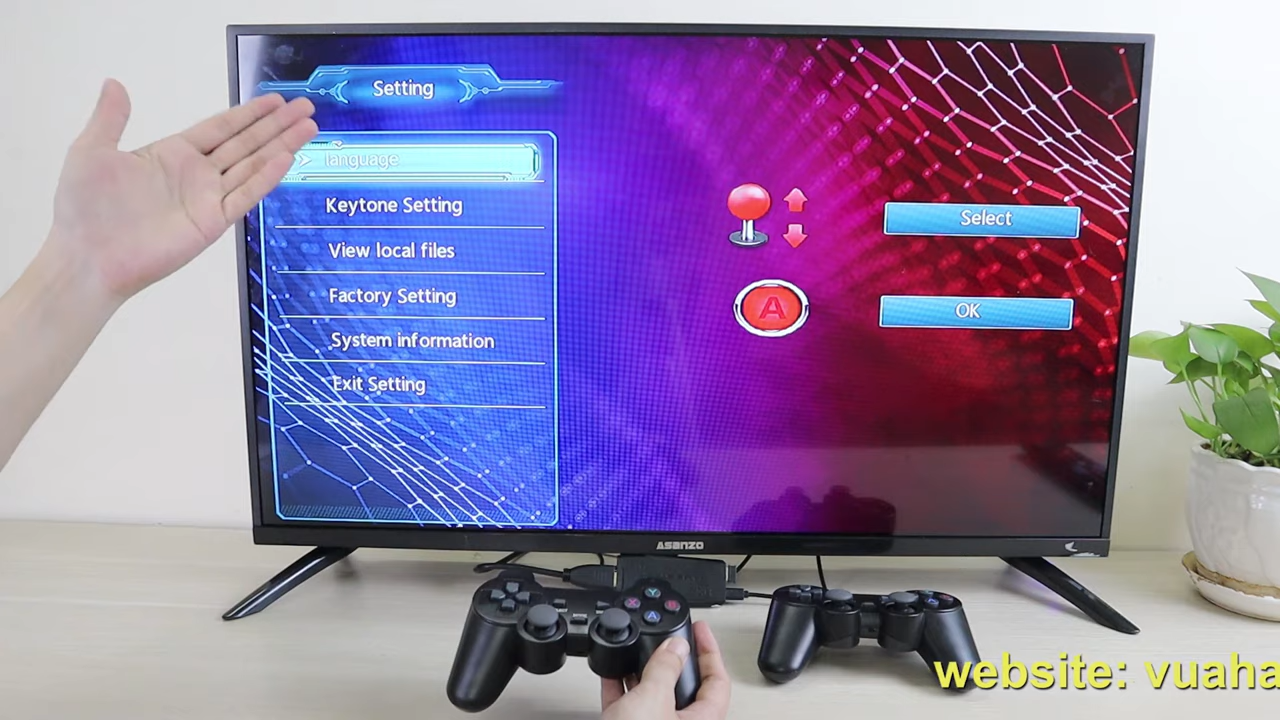 Setting
language
Keytone Setting
View local files
Factory Setting
System information
Exit Setting
Select
A
OK
ASANZO
Y
X
A
website: vuaha